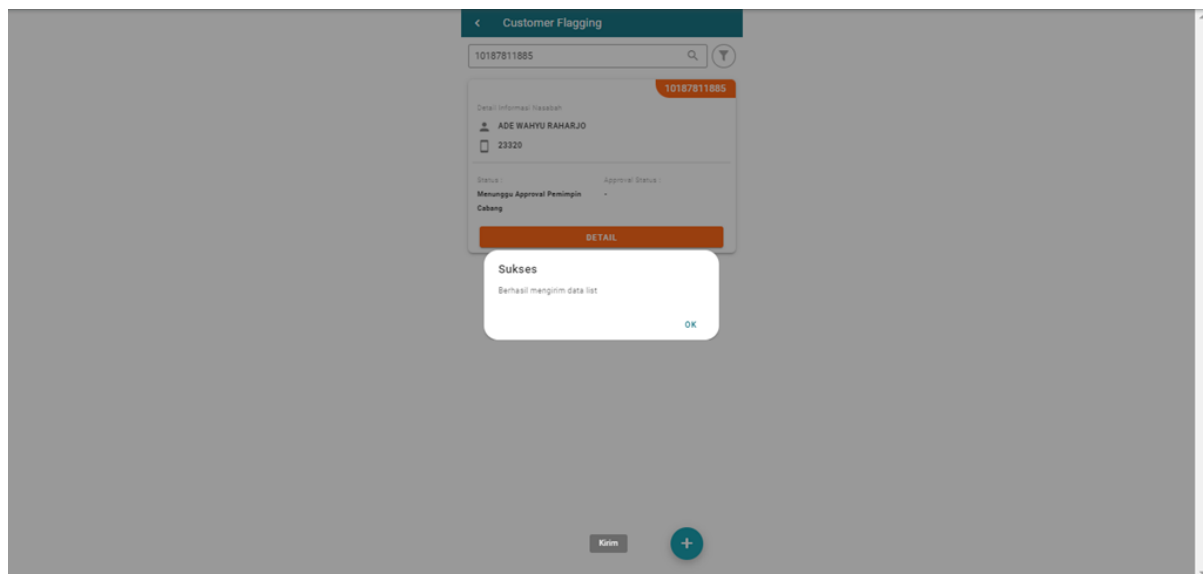 Customer Flagging
10187811885
10187811885
Detail Informasi Nasabah
ADE WAHYU RAHARJO
23320
Status :
Approval Status :
Menunggu Approval Pemimpin
Cabang
-
DETAIL
Sukses
Berhasil mengirim data list
OK
Kirim